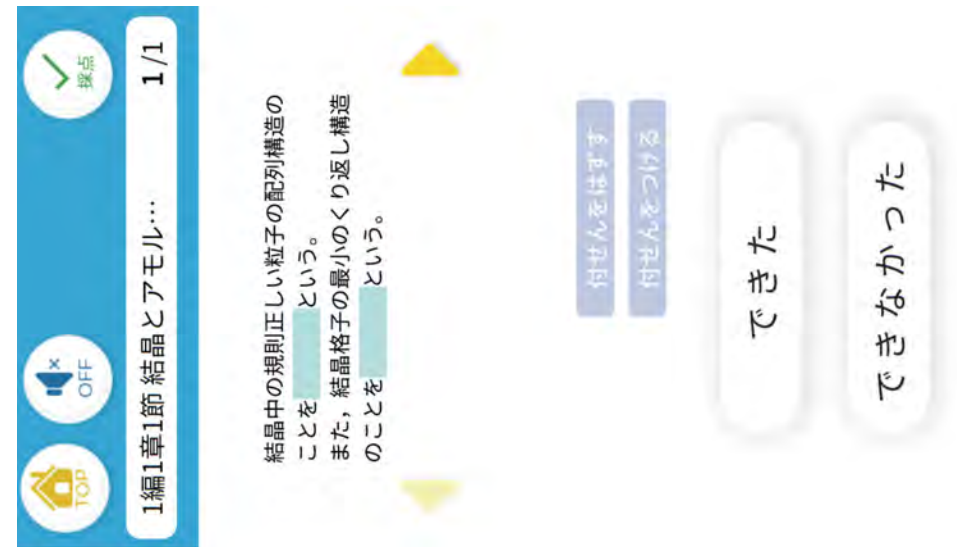 TOP
OFF
採点
1編1章1節 結晶とアモル…
1/1
結晶中の規則正しい粒子の配列構造の
ことを という。
また，結晶格子の最小のくり返し構造
のことを という。
付せんをはずす
付せんをつける
できた
できなかった